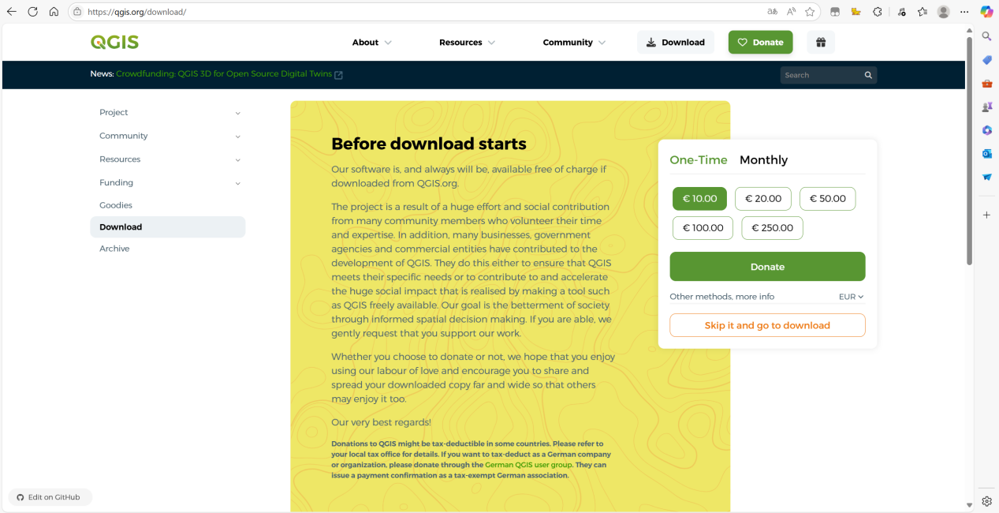 https://qgis.org/download/
QGIS
About
Resources
Community
Download
Donate
News: Crowdfunding: QGIS 3D for Open Source Digital Twins
Search
Project
Community
Resources
Funding
Goodies
Download
Archive
Before download starts
Our software is, and always will be, available free of charge if
downloaded from QGIS.org.
The project is a result of a huge effort and social contribution
from many community members who volunteer their time
and expertise. In addition, many businesses, government
agencies and commercial entities have contributed to the
development of QGIS. They do this either to ensure that QGIS
meets their specific needs or to contribute to and accelerate
the huge social impact that is realised by making a tool such
as QGIS freely available. Our goal is the betterment of society
through informed spatial decision making. If you are able, we
gently request that you support our work.
Whether you choose to donate or not, we hope that you enjoy
using our labour of love and encourage you to share and
spread your downloaded copy far and wide so that others
may enjoy it too.
Our very best regards!
Donations to QGIS might be tax-deductible in some countries. Please refer to
your local tax office for details. If you want to tax-deduct as a German company
or organization, please donate through the German QGIS user group. They can
issue a payment confirmation as a tax-exempt German association.
One-Time Monthly
€ 10.00 € 20.00 € 50.00
€ 100.00 € 250.00
Donate
Other methods, more info EUR
Skip it and go to download
Edit on GitHub